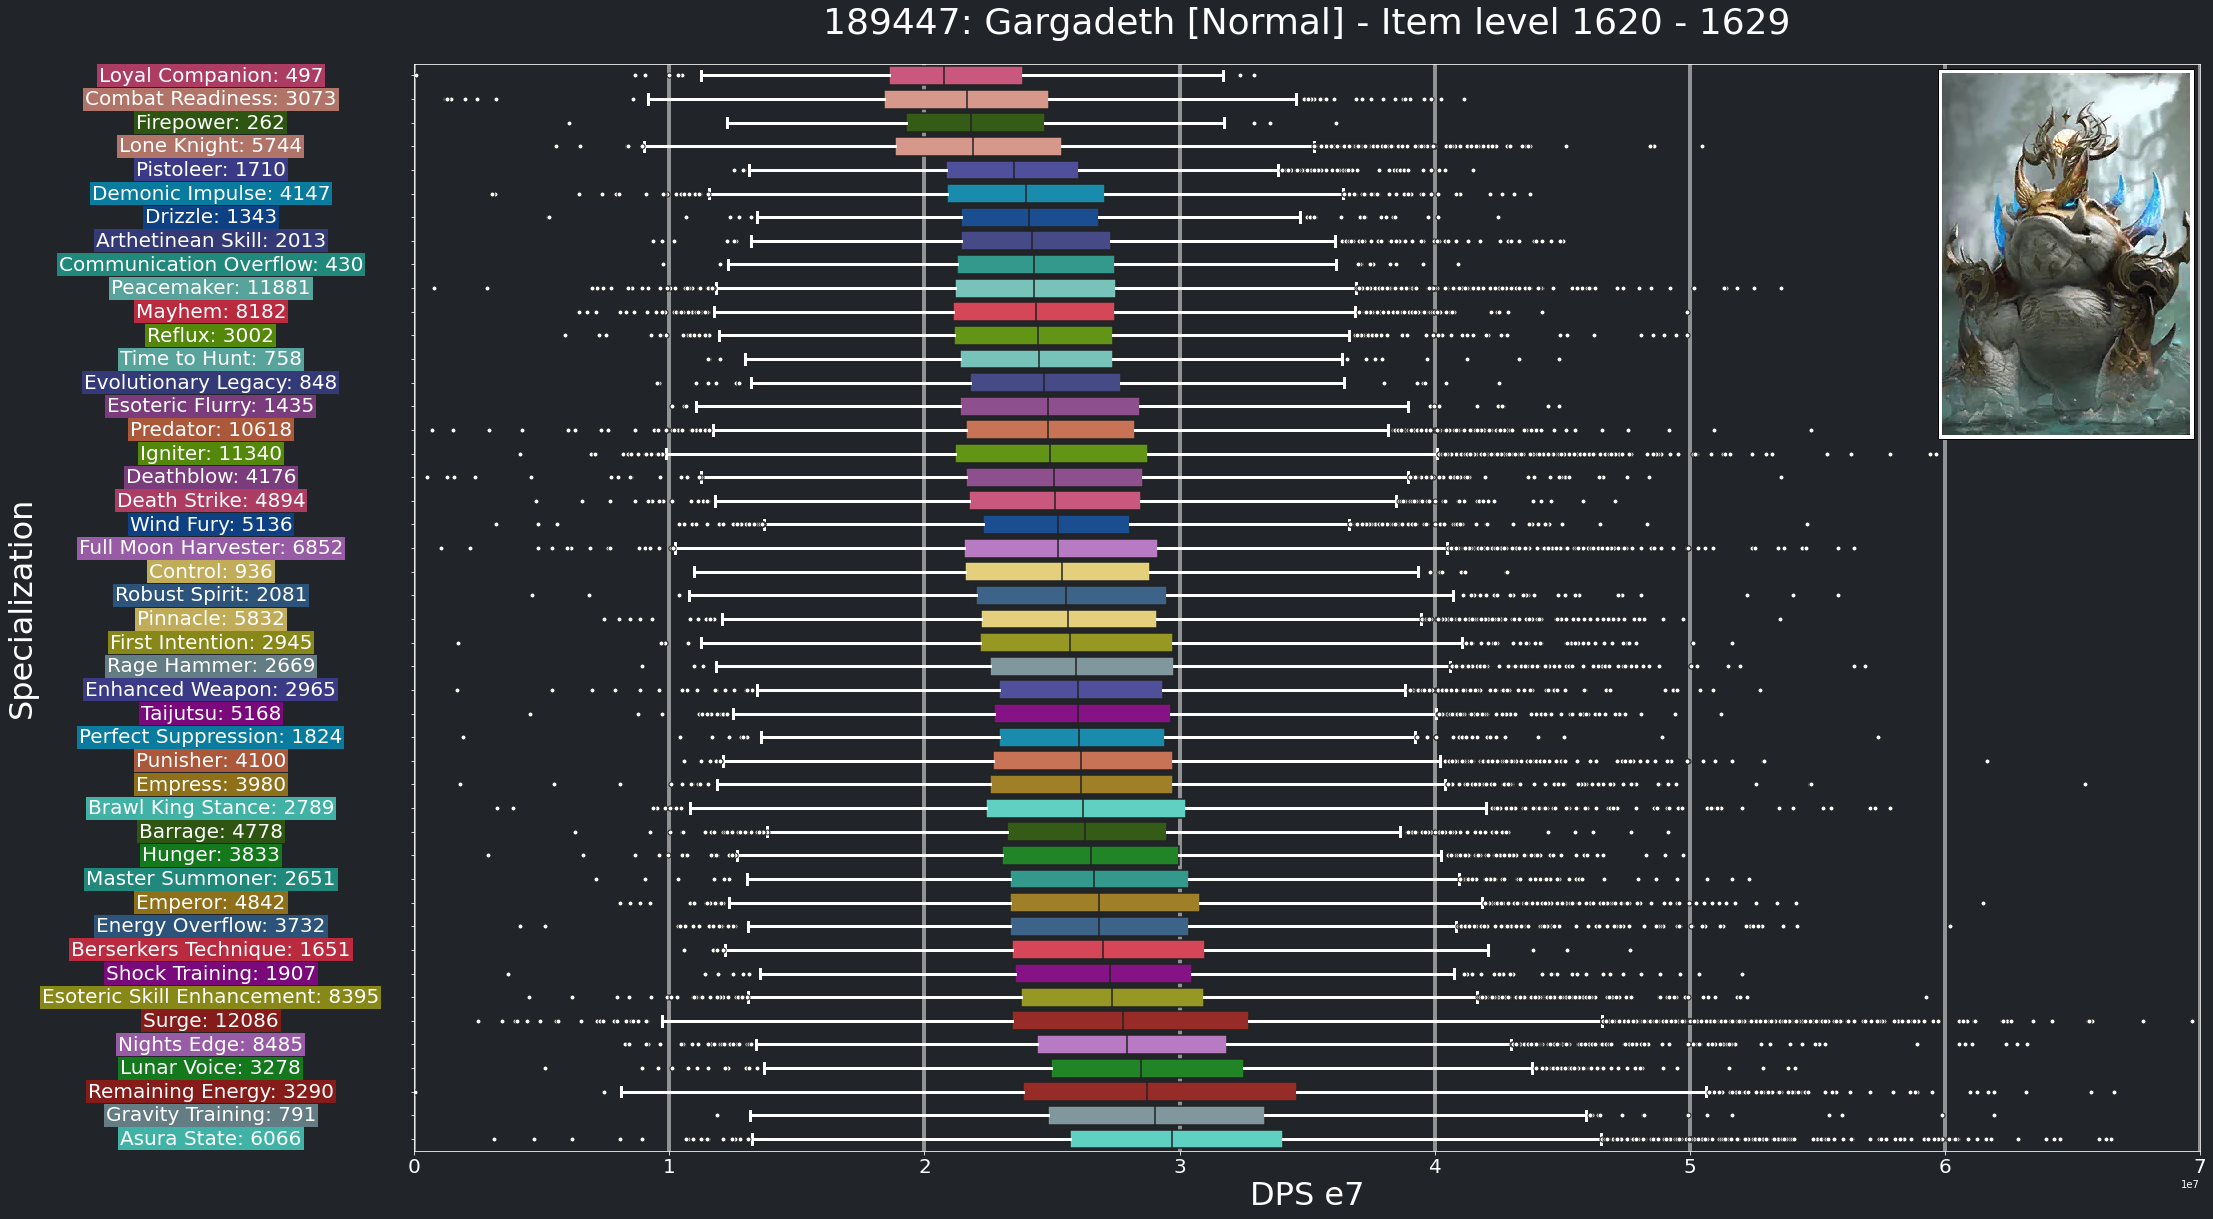 189447: Gargadeth [Normal] - Item level 1620 - 1629
Specialization
Loyal Companion: 497
Combat Readiness: 3073
Firepower: 262
Lone Knight: 5744
Pistoleer: 1710
Demonic Impulse: 4147
Drizzle: 1343
Arthetinean Skill: 2013
Communication Overflow: 430
Peacemaker: 11881
Mayhem: 8182
Reflux: 3002
Time to Hunt: 758
Evolutionary Legacy: 848
Esoteric Flurry: 1435
Predator: 10618
Igniter: 11340
Deathblow: 4176
Death Strike: 4894
Wind Fury: 5136
Full Moon Harvester: 6852
Control: 936
Robust Spirit: 2081
Pinnacle: 5832
First Intention: 2945
Rage Hammer: 2669
Enhanced Weapon: 2965
Taijutsu: 5168
Perfect Suppression: 1824
Punisher: 4100
Empress: 3980
Brawl King Stance: 2789
Barrage: 4778
Hunger: 3833
Master Summoner: 2651
Emperor: 4842
Energy Overflow: 3732
Berserkers Technique: 1651
Shock Training: 1907
Esoteric Skill Enhancement: 8395
Surge: 12086
Nights Edge: 8485
Lunar Voice: 3278
Remaining Energy: 3290
Gravity Training: 791
Asura State: 6066
0 1 2 3 4 5 6 7
DPS e7
1e7